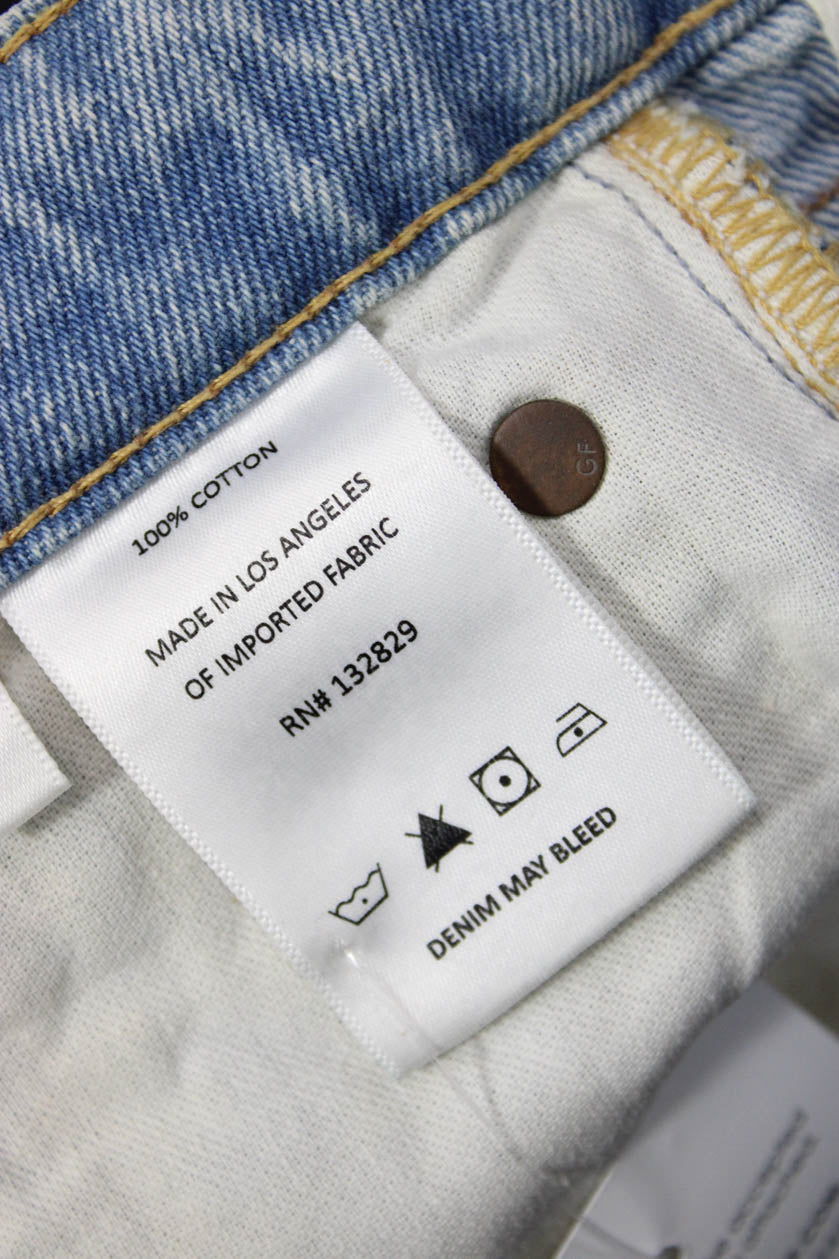 100% COTTON
MADE IN LOS ANGELES
OF IMPORTED FABRIC
RN# 132829
DENIM MAY BLEED
GF